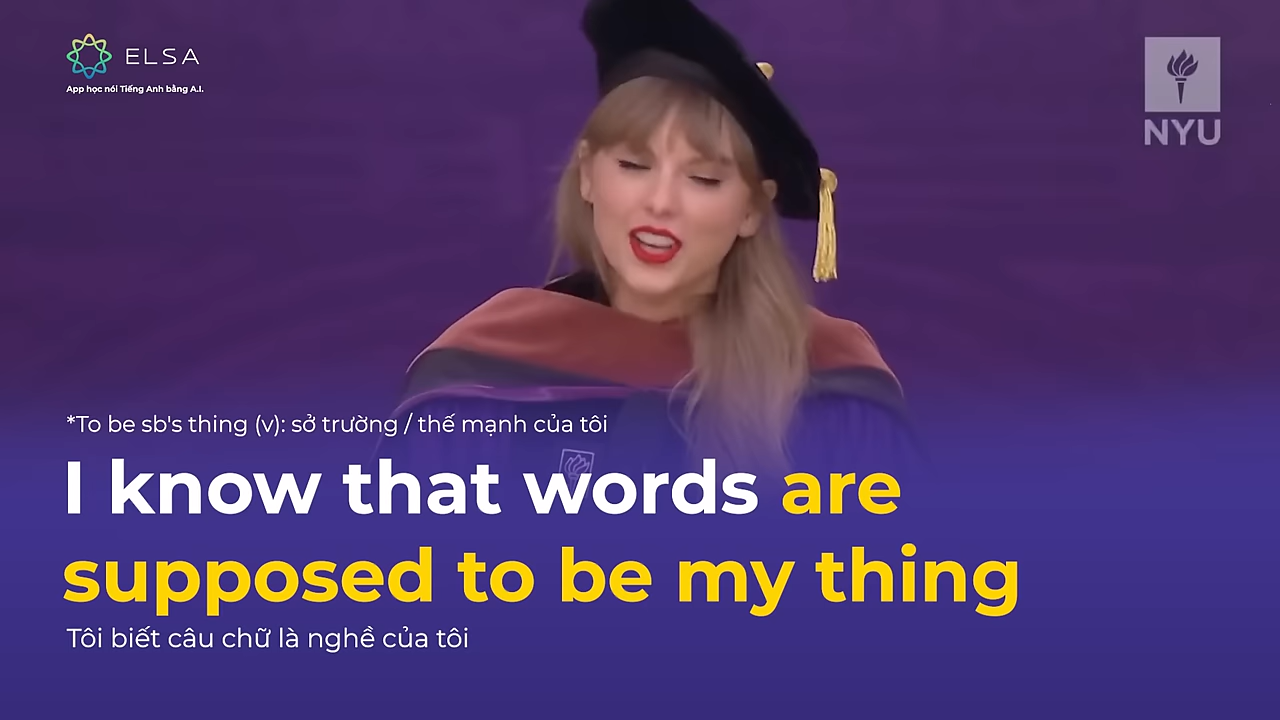 ELSA
App học nói Tiếng Anh bằng A.I.
NYU
*To be sb's thing (v): sở trường / thế mạnh của tôi
I know that words are
supposed to be my thing
Tôi biết câu chữ là nghề của tôi